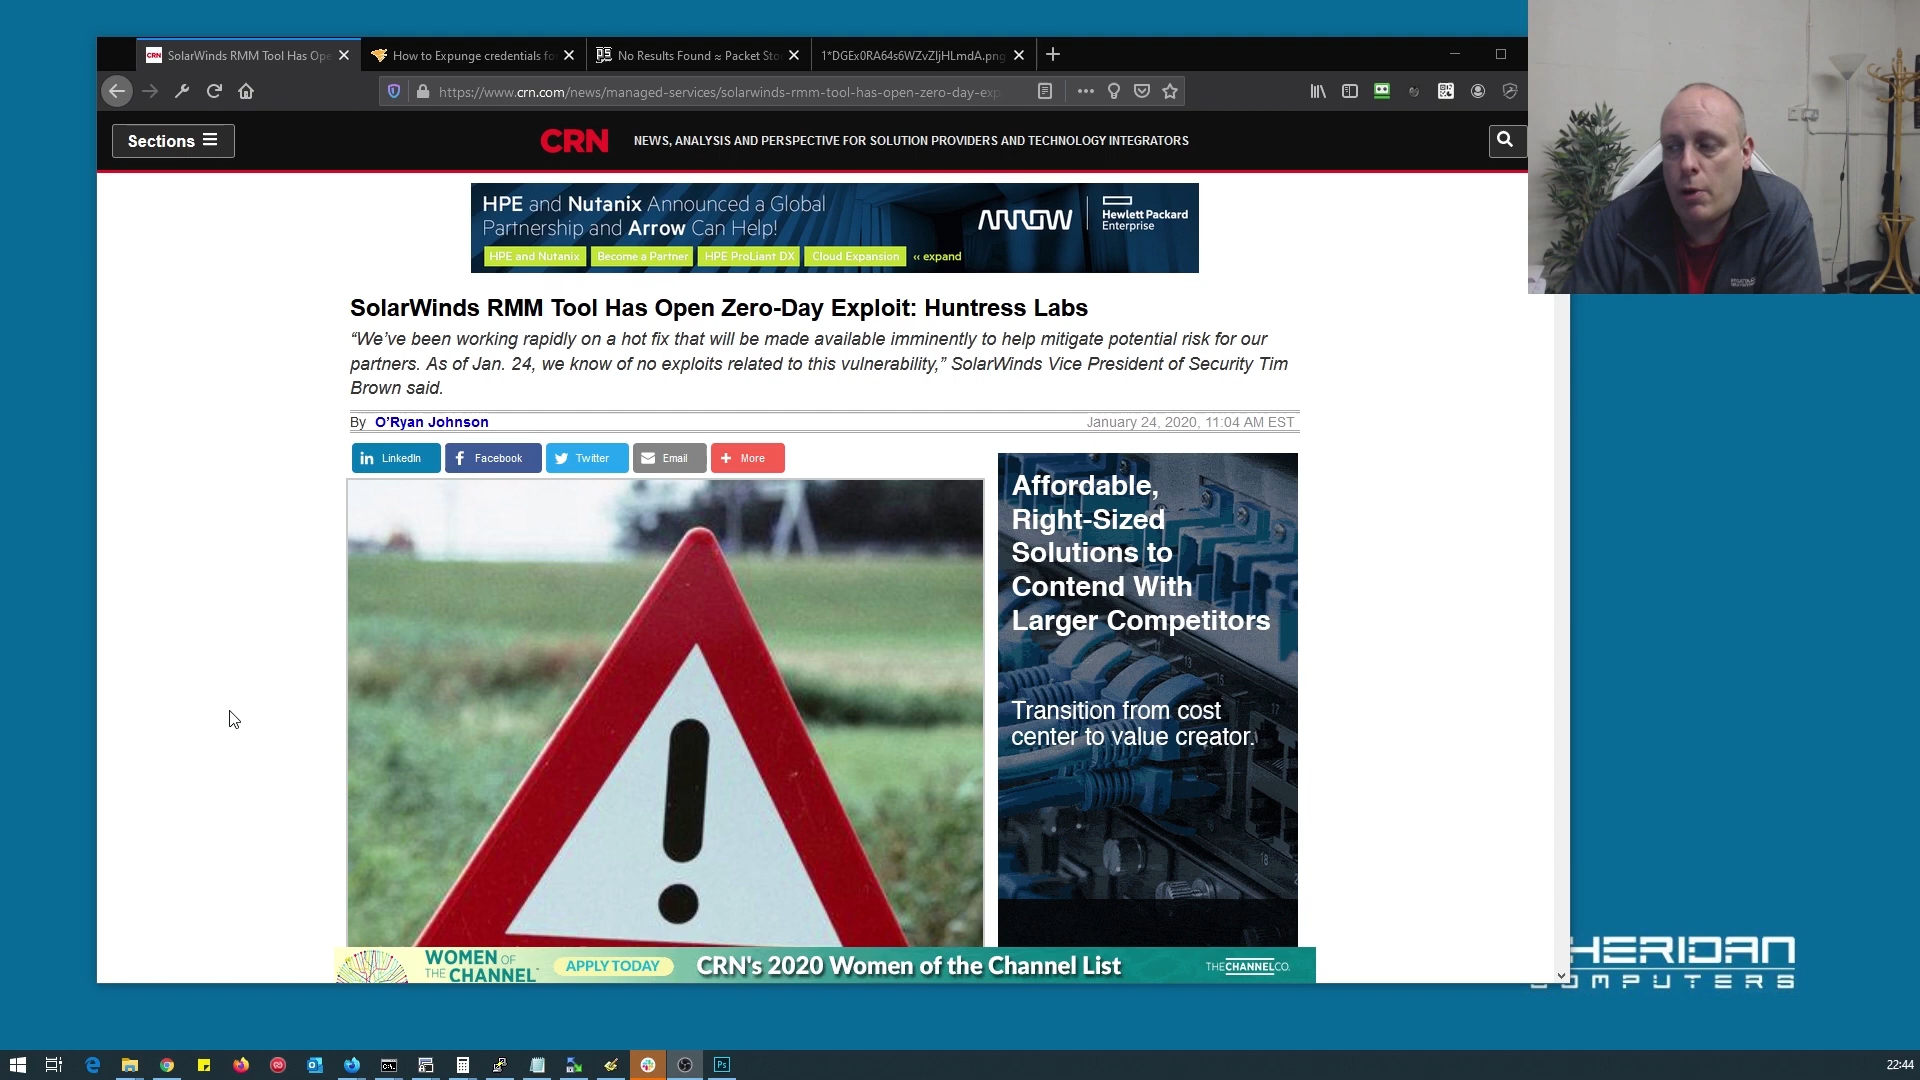 SolarWinds RMM Tool Has Ope
How to Expunge credentials fo
No Results Found ≈ Packet Sto
1*DGEx0RA64s6WZvZljHLmdA.png
https://www.crn.com/news/managed-services/solarwinds-rmm-tool-has-open-zero-day-exp
Sections
CRN
NEWS, ANALYSIS AND PERSPECTIVE FOR SOLUTION PROVIDERS AND TECHNOLOGY INTEGRATORS
HPE and Nutanix Announced a Global
Partnership and Arrow Can Help!
HPE and Nutanix Become a Partner HPE ProLiant DX Cloud Expansion ‹‹ expand
ARROW
Hewlett Packard
Enterprise
SolarWinds RMM Tool Has Open Zero-Day Exploit: Huntress Labs
“We’ve been working rapidly on a hot fix that will be made available imminently to help mitigate potential risk for our
partners. As of Jan. 24, we know of no exploits related to this vulnerability,” SolarWinds Vice President of Security Tim
Brown said.
By O’Ryan Johnson
January 24, 2020, 11:04 AM EST
LinkedIn Facebook Twitter Email More
Affordable,
Right-Sized
Solutions to
Contend With
Larger Competitors
Transition from cost
center to value creator.
WOMEN OF
THE CHANNEL
APPLY TODAY
CRN's 2020 Women of the Channel List
THECHANNELCO.
HERIDAN
COMPUTERS
22:44